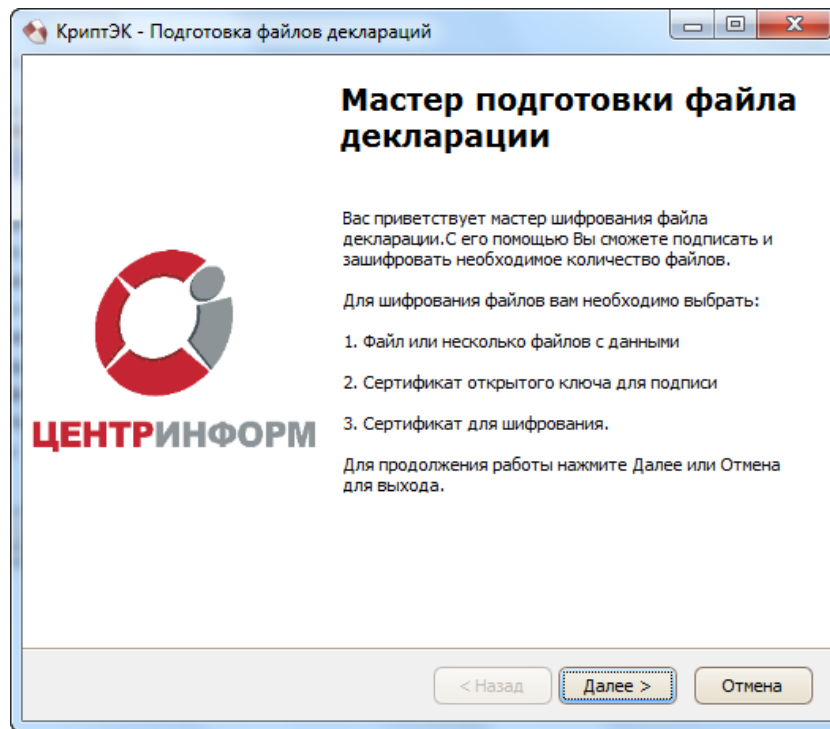 КриптЭК - Подготовка файлов деклараций
Мастер подготовки файла
декларации
Вас приветствует мастер шифрования файла
декларации.С его помощью Вы сможете подписать и
зашифровать необходимое количество файлов.
Для шифрования файлов вам необходимо выбрать:
1. Файл или несколько файлов с данными
2. Сертификат открытого ключа для подписи
3. Сертификат для шифрования.
Для продолжения работы нажмите Далее или Отмена
для выхода.
ЦЕНТРИНФОРМ
< Назад
Далее >
Отмена